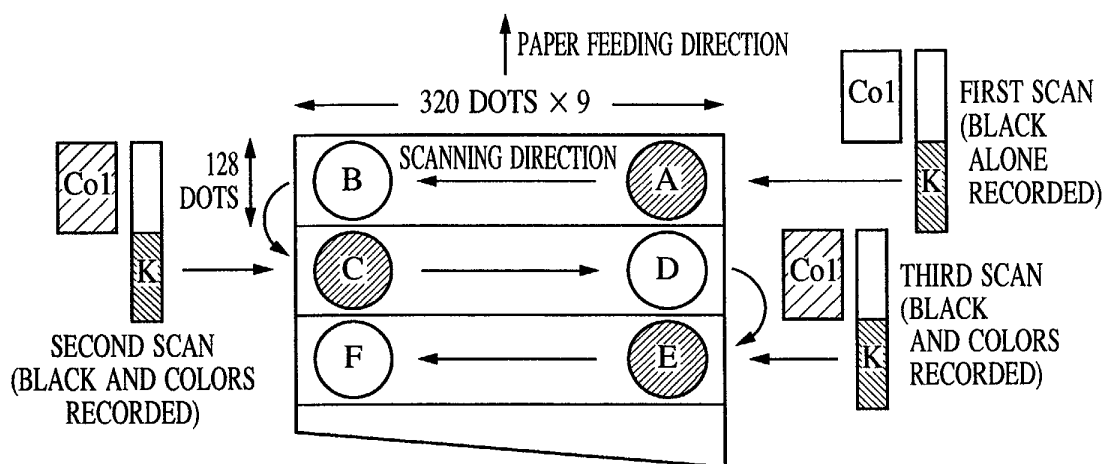 PAPER FEEDING DIRECTION
320 DOTS × 9
Co1
FIRST SCAN
(BLACK
ALONE
RECORDED)
K
Co1
K
128
DOTS
SCANNING DIRECTION
B
A
C
D
Co1
K
THIRD SCAN
(BLACK
AND COLORS
RECORDED)
SECOND SCAN
(BLACK AND COLORS
RECORDED)
F
E